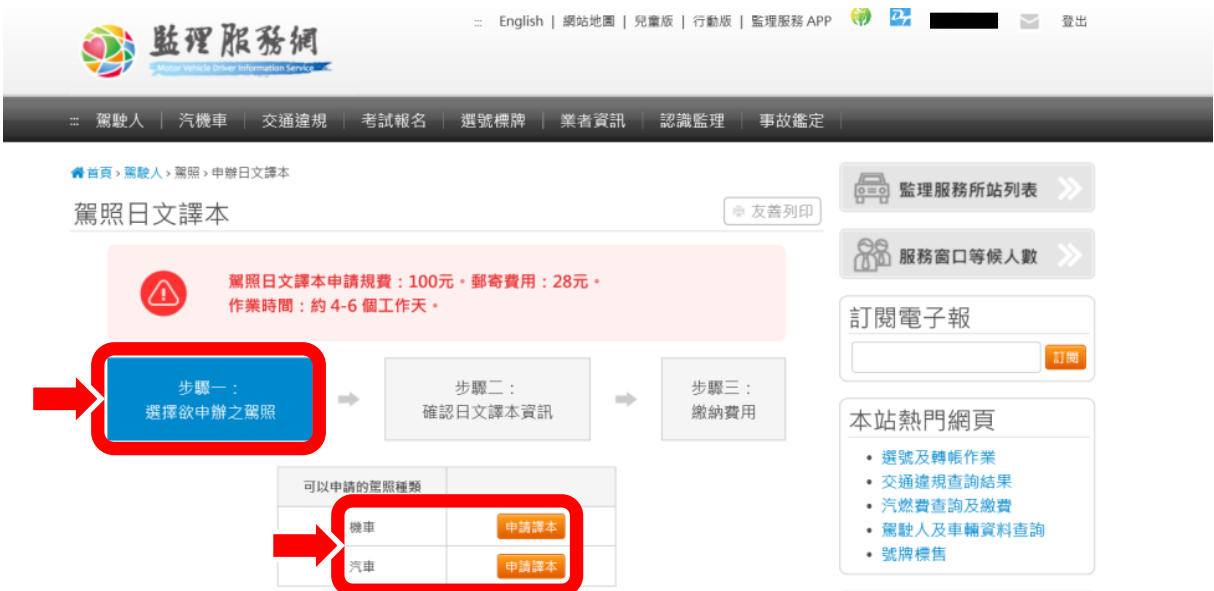 ::: English | 網站地圖 | 兒童版 | 行動版 | 監理服務 APP
登出
監理服務網
Motor Vehicle Driver Information Service
::: 駕駛人 | 汽機車 | 交通違規 | 考試報名 | 選號標牌 | 業者資訊 | 認識監理 | 事故鑑定
首頁 › 駕駛人 › 駕照 › 申辦日文譯本
駕照日文譯本
友善列印
駕照日文譯本申請規費：100元。郵寄費用：28元。
作業時間：約 4-6 個工作天。
步驟一：
選擇欲申辦之駕照
步驟二：
確認日文譯本資訊
步驟三：
繳納費用
可以申請的駕照種類
機車 申請譯本
汽車 申請譯本
監理服務所站列表
服務窗口等候人數
訂閱電子報
訂閱
本站熱門網頁
• 選號及轉帳作業
• 交通違規查詢結果
• 汽燃費查詢及繳費
• 駕駛人及車輛資料查詢
• 號牌標售